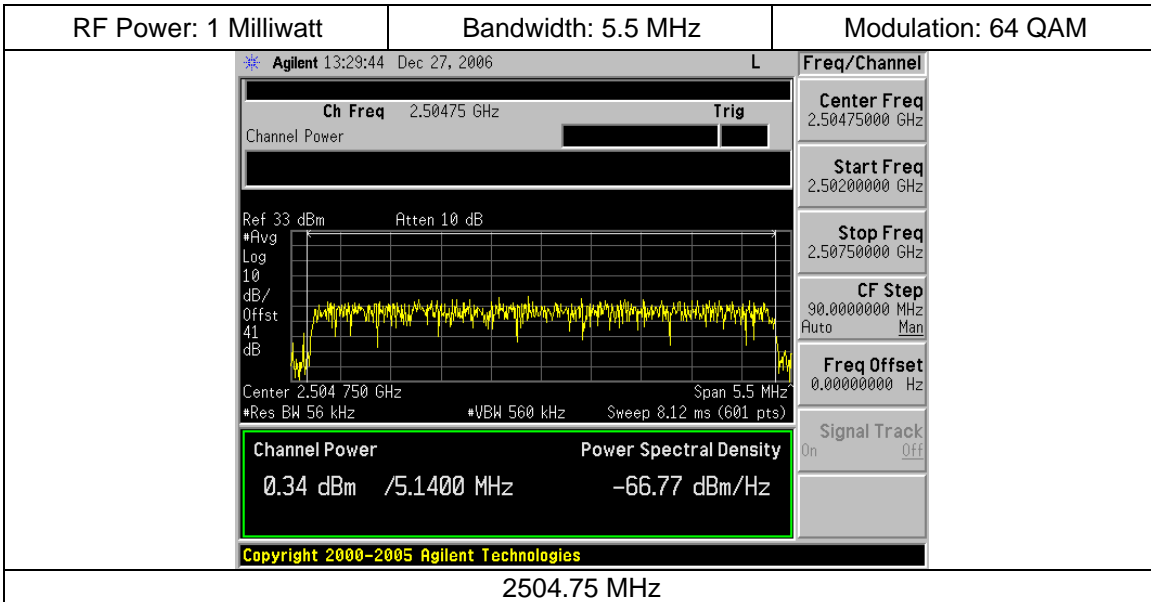 RF Power: 1 Milliwatt Bandwidth: 5.5 MHz Modulation: 64 QAM
Agilent 13:29:44 Dec 27, 2006 L Freq/Channel
Ch Freq 2.50475 GHz Trig
Channel Power
Center Freq
2.50475000 GHz
Start Freq
2.50200000 GHz
Stop Freq
2.50750000 GHz
CF Step
90.0000000 MHz
Auto Man
Freq Offset
0.00000000 Hz
Signal Track
On Off
Ref 33 dBm Atten 10 dB
#Avg
Log
10
dB/
Offst
41
dB
Center 2.504 750 GHz Span 5.5 MHz^
#Res BW 56 kHz #VBW 560 kHz Sweep 8.12 ms (601 pts)
Channel Power Power Spectral Density
0.34 dBm /5.1400 MHz -66.77 dBm/Hz
Copyright 2000-2005 Agilent Technologies
2504.75 MHz